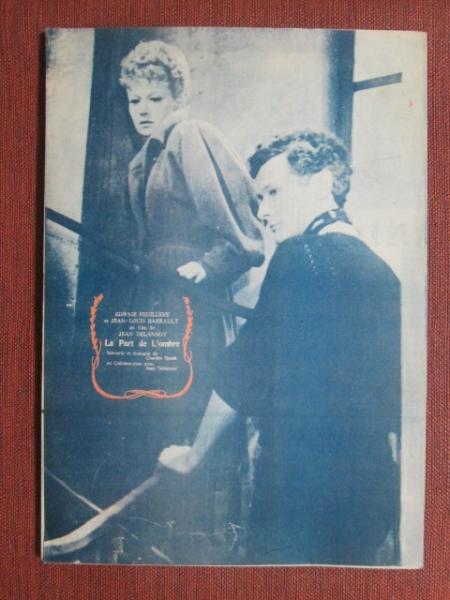 EDWIGE FEUILLERE
et JEAN-LOUIS BARRAULT
un film de
JEAN DELANNOY
La Part de L'ombre
Scénario et dialogue de
Charles Spaak
en Collaboration avec
Jean Delannoy